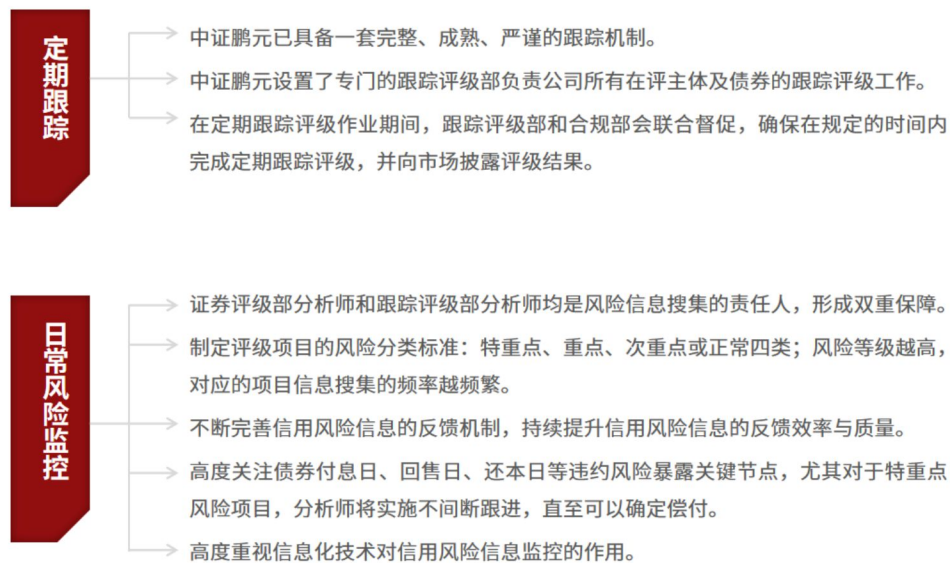 定期跟踪
中证鹏元已具备一套完整、成熟、严谨的跟踪机制。
中证鹏元设置了专门的跟踪评级部负责公司所有在评主体及债券的跟踪评级工作。
在定期跟踪评级作业期间，跟踪评级部和合规部会联合督促，确保在规定的时间内
完成定期跟踪评级，并向市场披露评级结果。
日常风险监控
证券评级部分析师和跟踪评级部分析师均是风险信息搜集的责任人，形成双重保障。
制定评级项目的风险分类标准：特重点、重点、次重点或正常四类；风险等级越高，
对应的项目信息搜集的频率越频繁。
不断完善信用风险信息的反馈机制，持续提升信用风险信息的反馈效率与质量。
高度关注债券付息日、回售日、还本日等违约风险暴露关键节点，尤其对于特重点
风险项目，分析师将实施不间断跟进，直至可以确定偿付。
高度重视信息化技术对信用风险信息监控的作用。